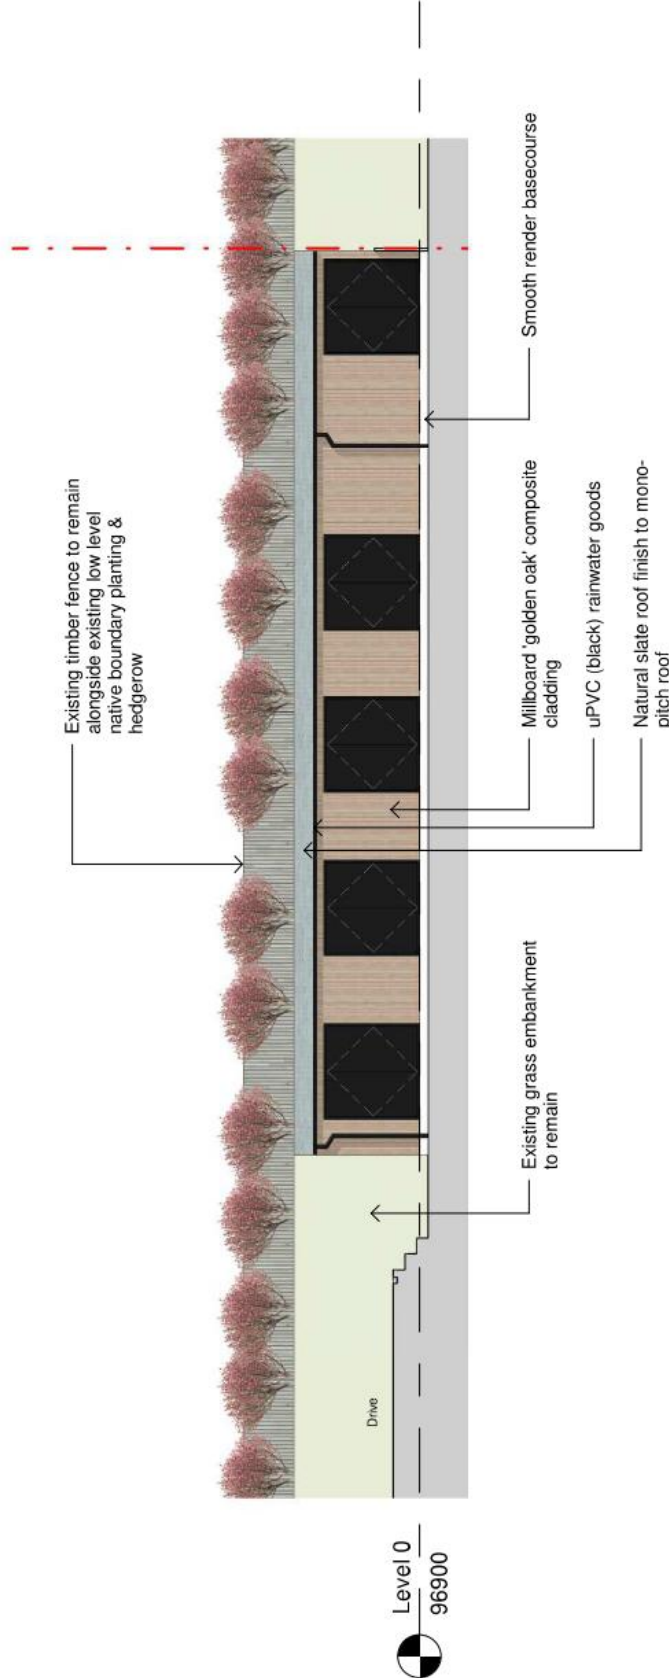 Existing timber fence to remain
alongside existing low level
native boundary planting &
hedgerow
Drive
Level 0
96900
Existing grass embankment
to remain
Millboard 'golden oak' composite
cladding
uPVC (black) rainwater goods
Natural slate roof finish to mono-
pitch roof
Smooth render basecourse